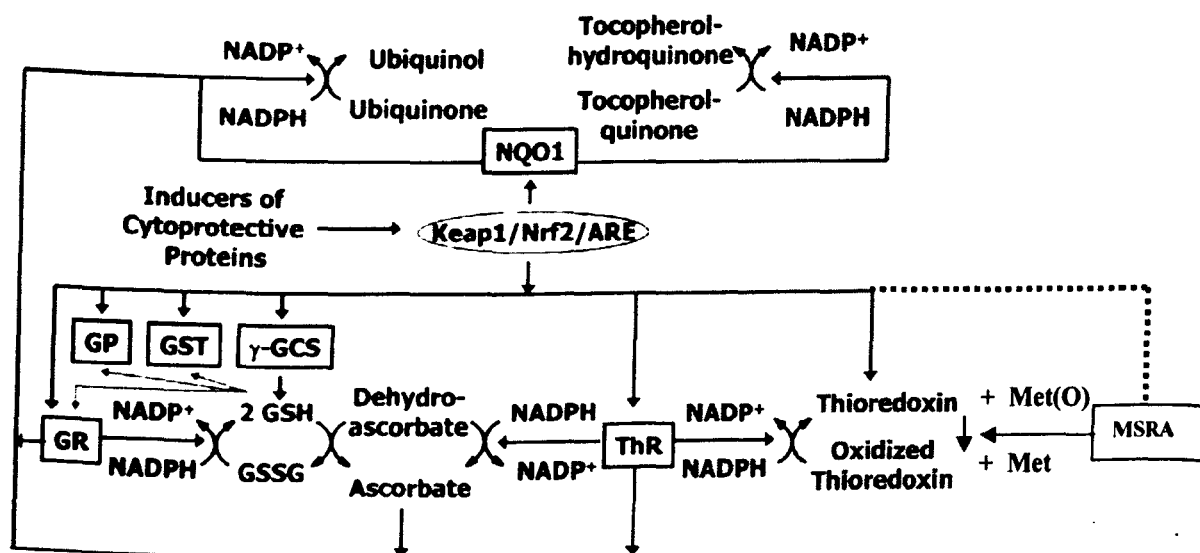 NADP⁺
Ubiquinol
NADPH
Ubiquinone
Tocopherol-
hydroquinone
NADP⁺
Tocopherol-
quinone
NADPH
NQO1
Inducers of
Cytoprotective
Proteins
Keap1/Nrf2/ARE
GP
GST
γ-GCS
GR
NADP⁺
NADPH
2 GSH
GSSG
Dehydro-
ascorbate
Ascorbate
NADPH
NADP⁺
ThR
NADP⁺
NADPH
Thioredoxin
Oxidized
Thioredoxin
+ Met(O)
+ Met
MSRA